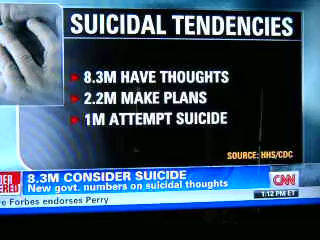 SUICIDAL TENDENCIES
8.3M HAVE THOUGHTS
2.2M MAKE PLANS
1M ATTEMPT SUICIDE
SOURCE: HHS/CDC
8.3M CONSIDER SUICIDE
New govt. numbers on suicidal thoughts
CNN
Forbes endorses Perry
1:12 PM ET